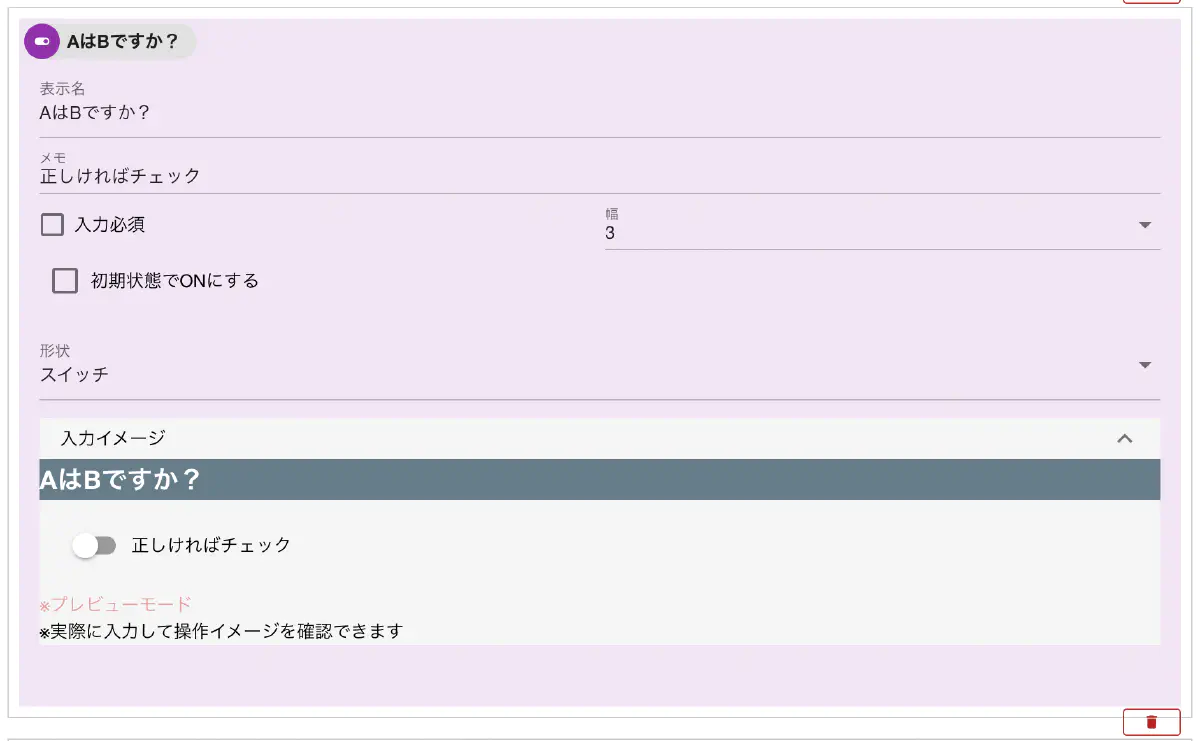 AはBですか？
表示名
AはBですか？
メモ
正しければチェック
入力必須
幅
3
初期状態でONにする
形状
スイッチ
入力イメージ
AはBですか？
正しければチェック
※プレビューモード
※実際に入力して操作イメージを確認できます